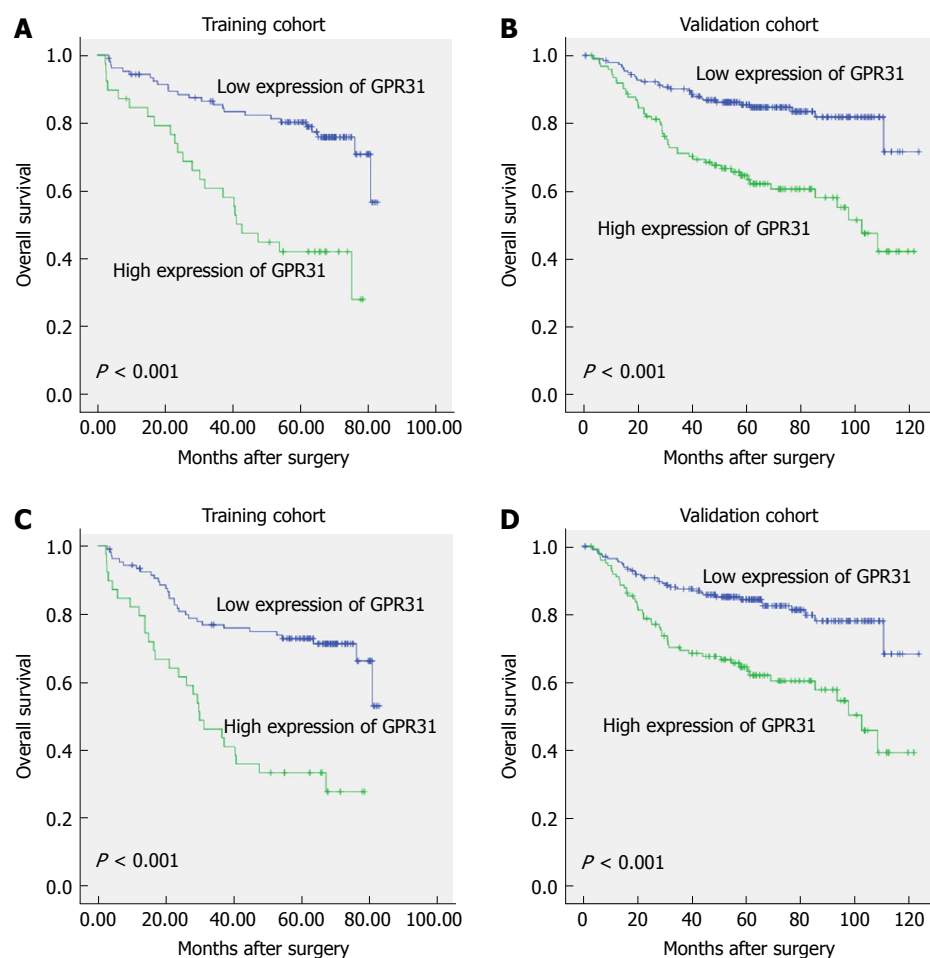 A
Training cohort
Overall survival
1.0
0.8
0.6
0.4
0.2
0.0
Low expression of GPR31
High expression of GPR31
P < 0.001
0.00 20.00 40.00 60.00 80.00 100.00
Months after surgery
B
Validation cohort
Overall survival
1.0
0.8
0.6
0.4
0.2
0.0
Low expression of GPR31
High expression of GPR31
P < 0.001
0 20 40 60 80 100 120
Months after surgery
C
Training cohort
Overall survival
1.0
0.8
0.6
0.4
0.2
0.0
Low expression of GPR31
High expression of GPR31
P < 0.001
0.00 20.00 40.00 60.00 80.00 100.00
Months after surgery
D
Validation cohort
Overall survival
1.0
0.8
0.6
0.4
0.2
0.0
Low expression of GPR31
High expression of GPR31
P < 0.001
0 20 40 60 80 100 120
Months after surgery